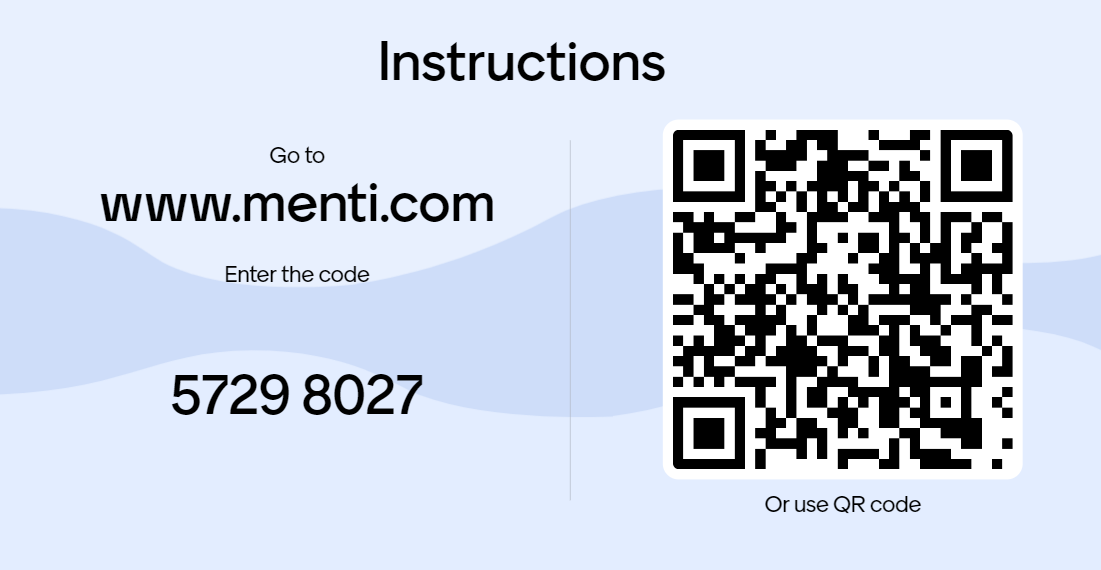 Instructions
Go to
www.menti.com
Enter the code
5729 8027
Or use QR code